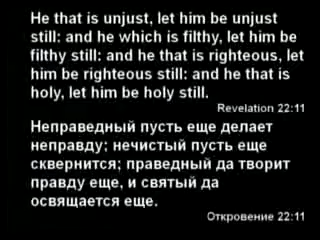 He that is unjust, let him be unjust
still: and he which is filthy, let him be
filthy still: and he that is righteous, let
him be righteous still: and he that is
holy, let him be holy still.
Revelation 22:11
Неправедный пусть еще делает
неправду; нечистый пусть еще
сквернится; праведный да творит
правду еще, и святый да
освящается еще.
Откровение 22:11